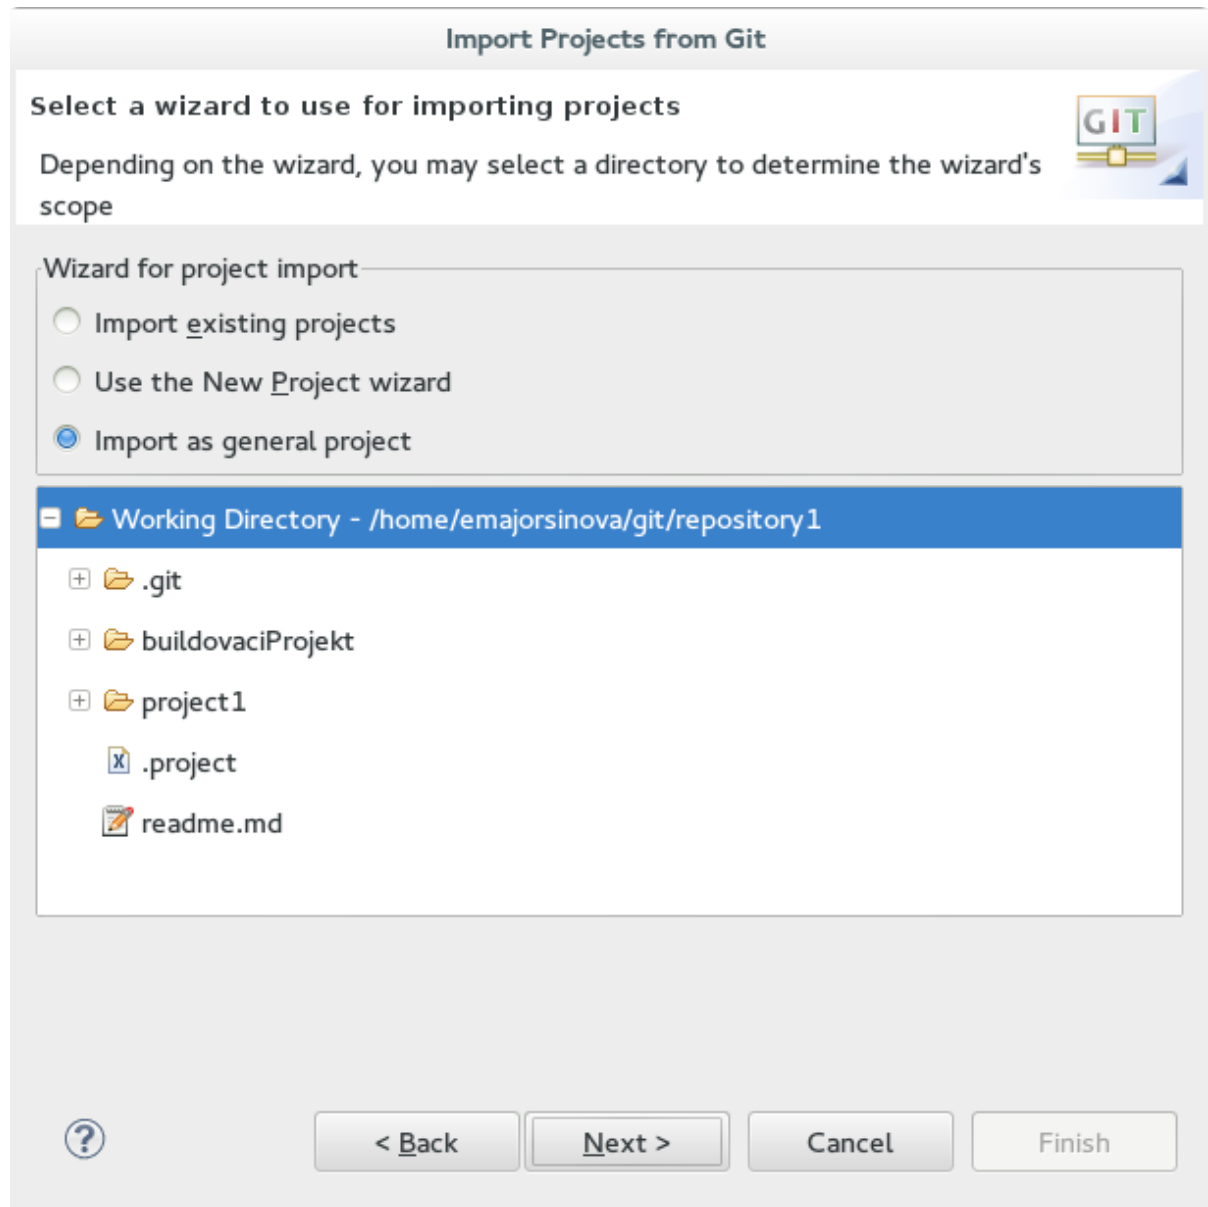 Import Projects from Git
Select a wizard to use for importing projects
GIT
Depending on the wizard, you may select a directory to determine the wizard's
scope
Wizard for project import
Import existing projects
Use the New Project wizard
Import as general project
Working Directory - /home/emajorsinova/git/repository1
.git
buildovaciProjekt
project1
X .project
readme.md
? < Back Next > Cancel Finish